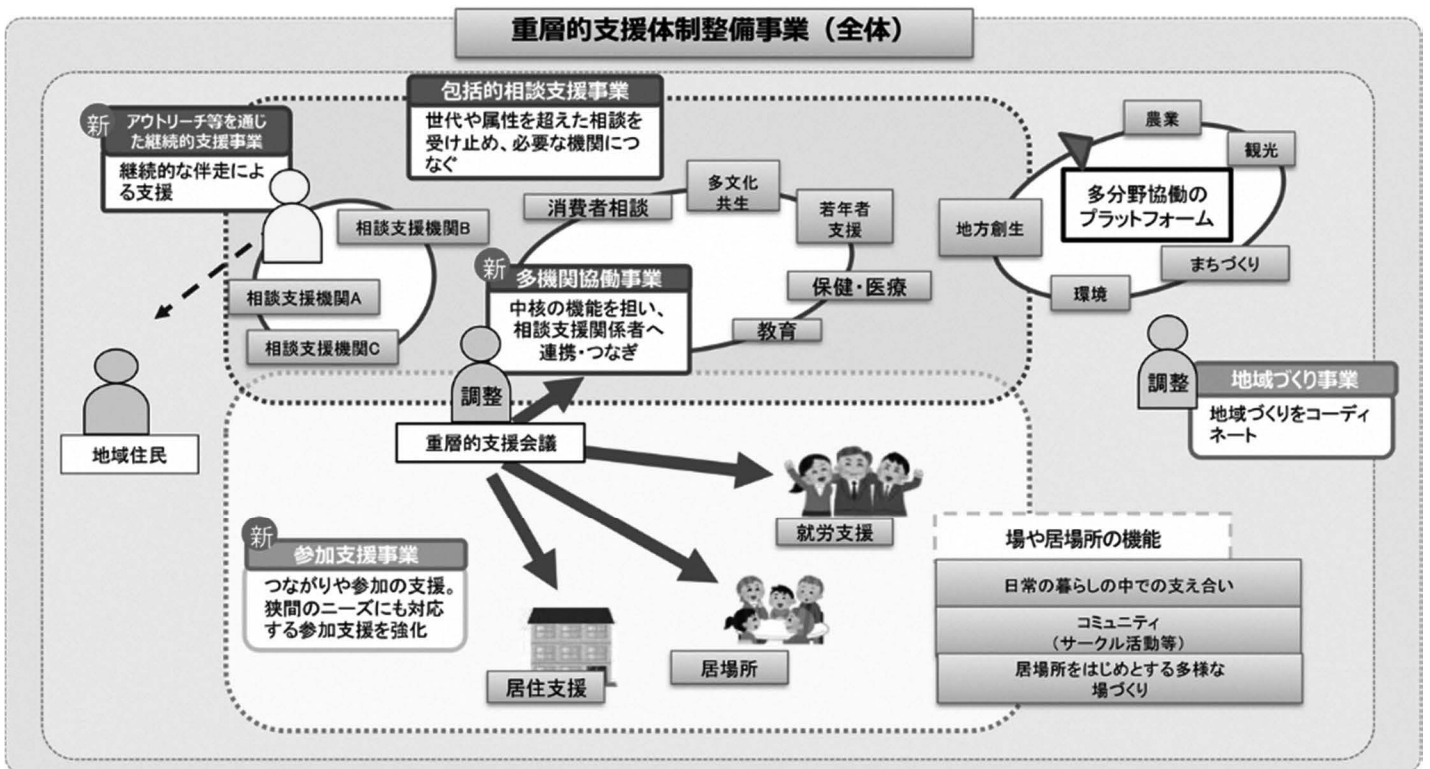 重層的支援体制整備事業（全体）
新
アウトリーチ等を通じ
た継続的支援事業
継続的な伴走によ
る支援
包括的相談支援事業
世代や属性を超えた相談を
受け止め、必要な機関につ
なぐ
相談支援機関B
相談支援機関A
相談支援機関C
消費者相談
多文化
共生
若年者
支援
保健・医療
教育
新
多機関協働事業
中核の機能を担い、
相談支援関係者へ
連携・つなぎ
農業
観光
多分野協働の
プラットフォーム
地方創生
まちづくり
環境
調整
地域づくり事業
地域づくりをコーディ
ネート
地域住民
調整
重層的支援会議
新
参加支援事業
つながりや参加の支援。
狭間のニーズにも対応
する参加支援を強化
就労支援
居場所
居住支援
場や居場所の機能
日常の暮らしの中での支え合い
コミュニティ
（サークル活動等）
居場所をはじめとする多様な
場づくり